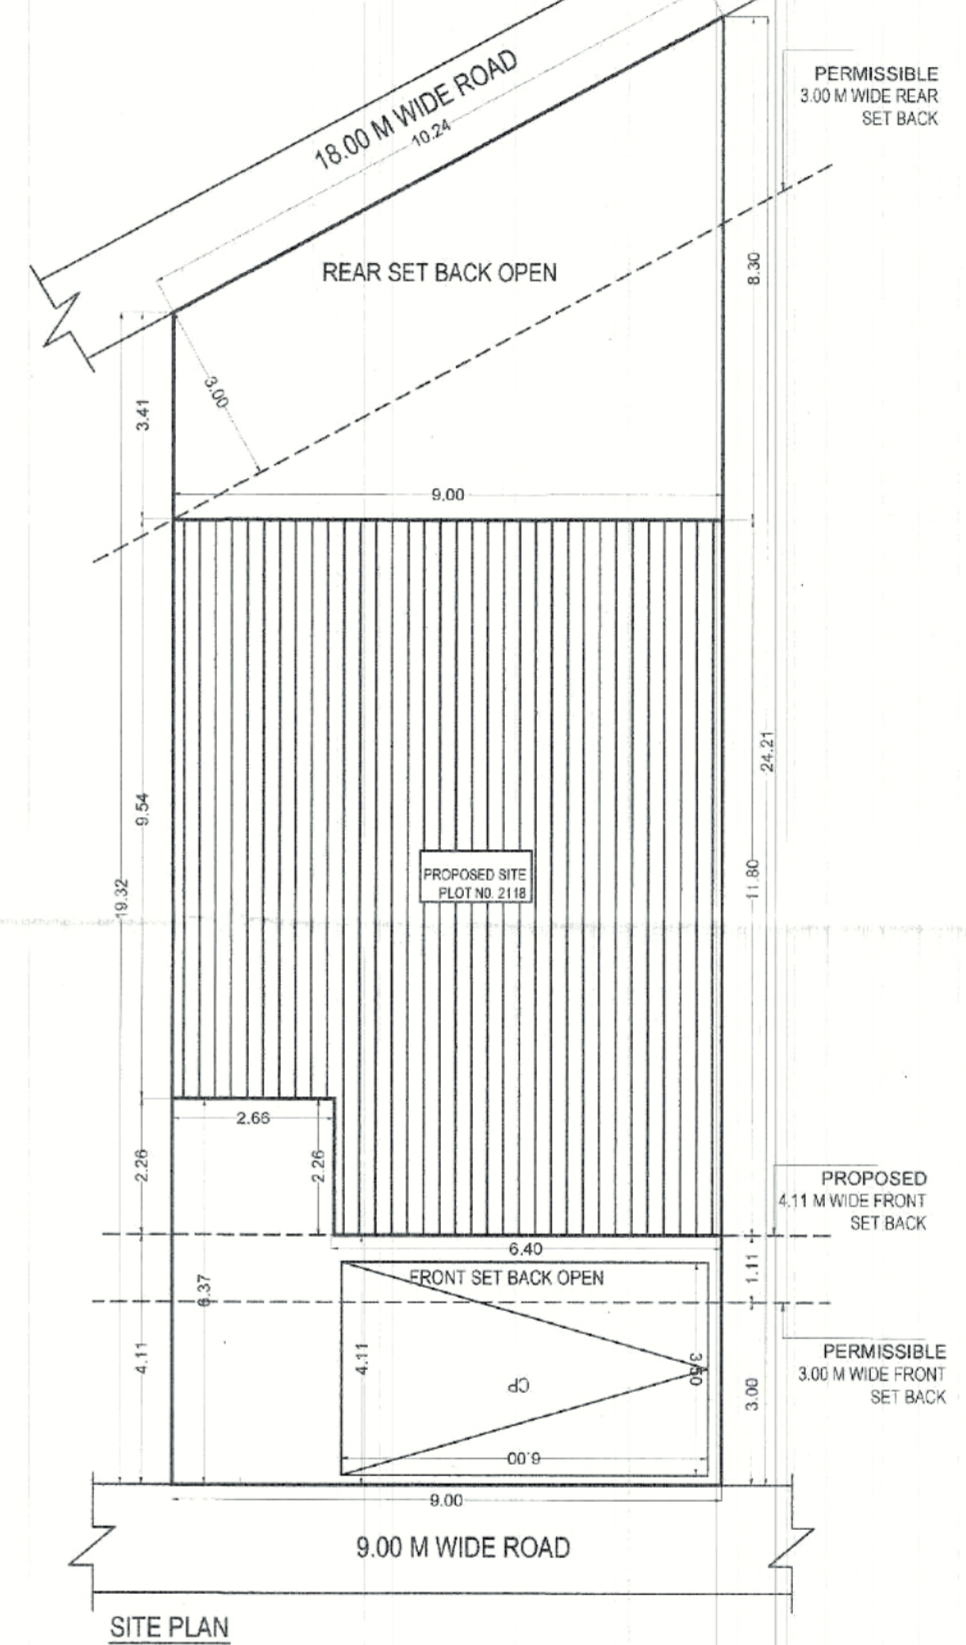 18.00 M WIDE ROAD
10.24
PERMISSIBLE
3.00 M WIDE REAR
SET BACK
REAR SET BACK OPEN
8.30
3.41
3.00
9.00
24.21
9.54
19.32
11.80
PROPOSED SITE
PLOT NO. 2118
2.66
2.26
2.26
PROPOSED
4.11 M WIDE FRONT
SET BACK
6.40
1.11
FRONT SET BACK OPEN
6.37
4.11
4.11
3.50
CP
3.00
PERMISSIBLE
3.00 M WIDE FRONT
SET BACK
6.00
9.00
9.00 M WIDE ROAD
SITE PLAN